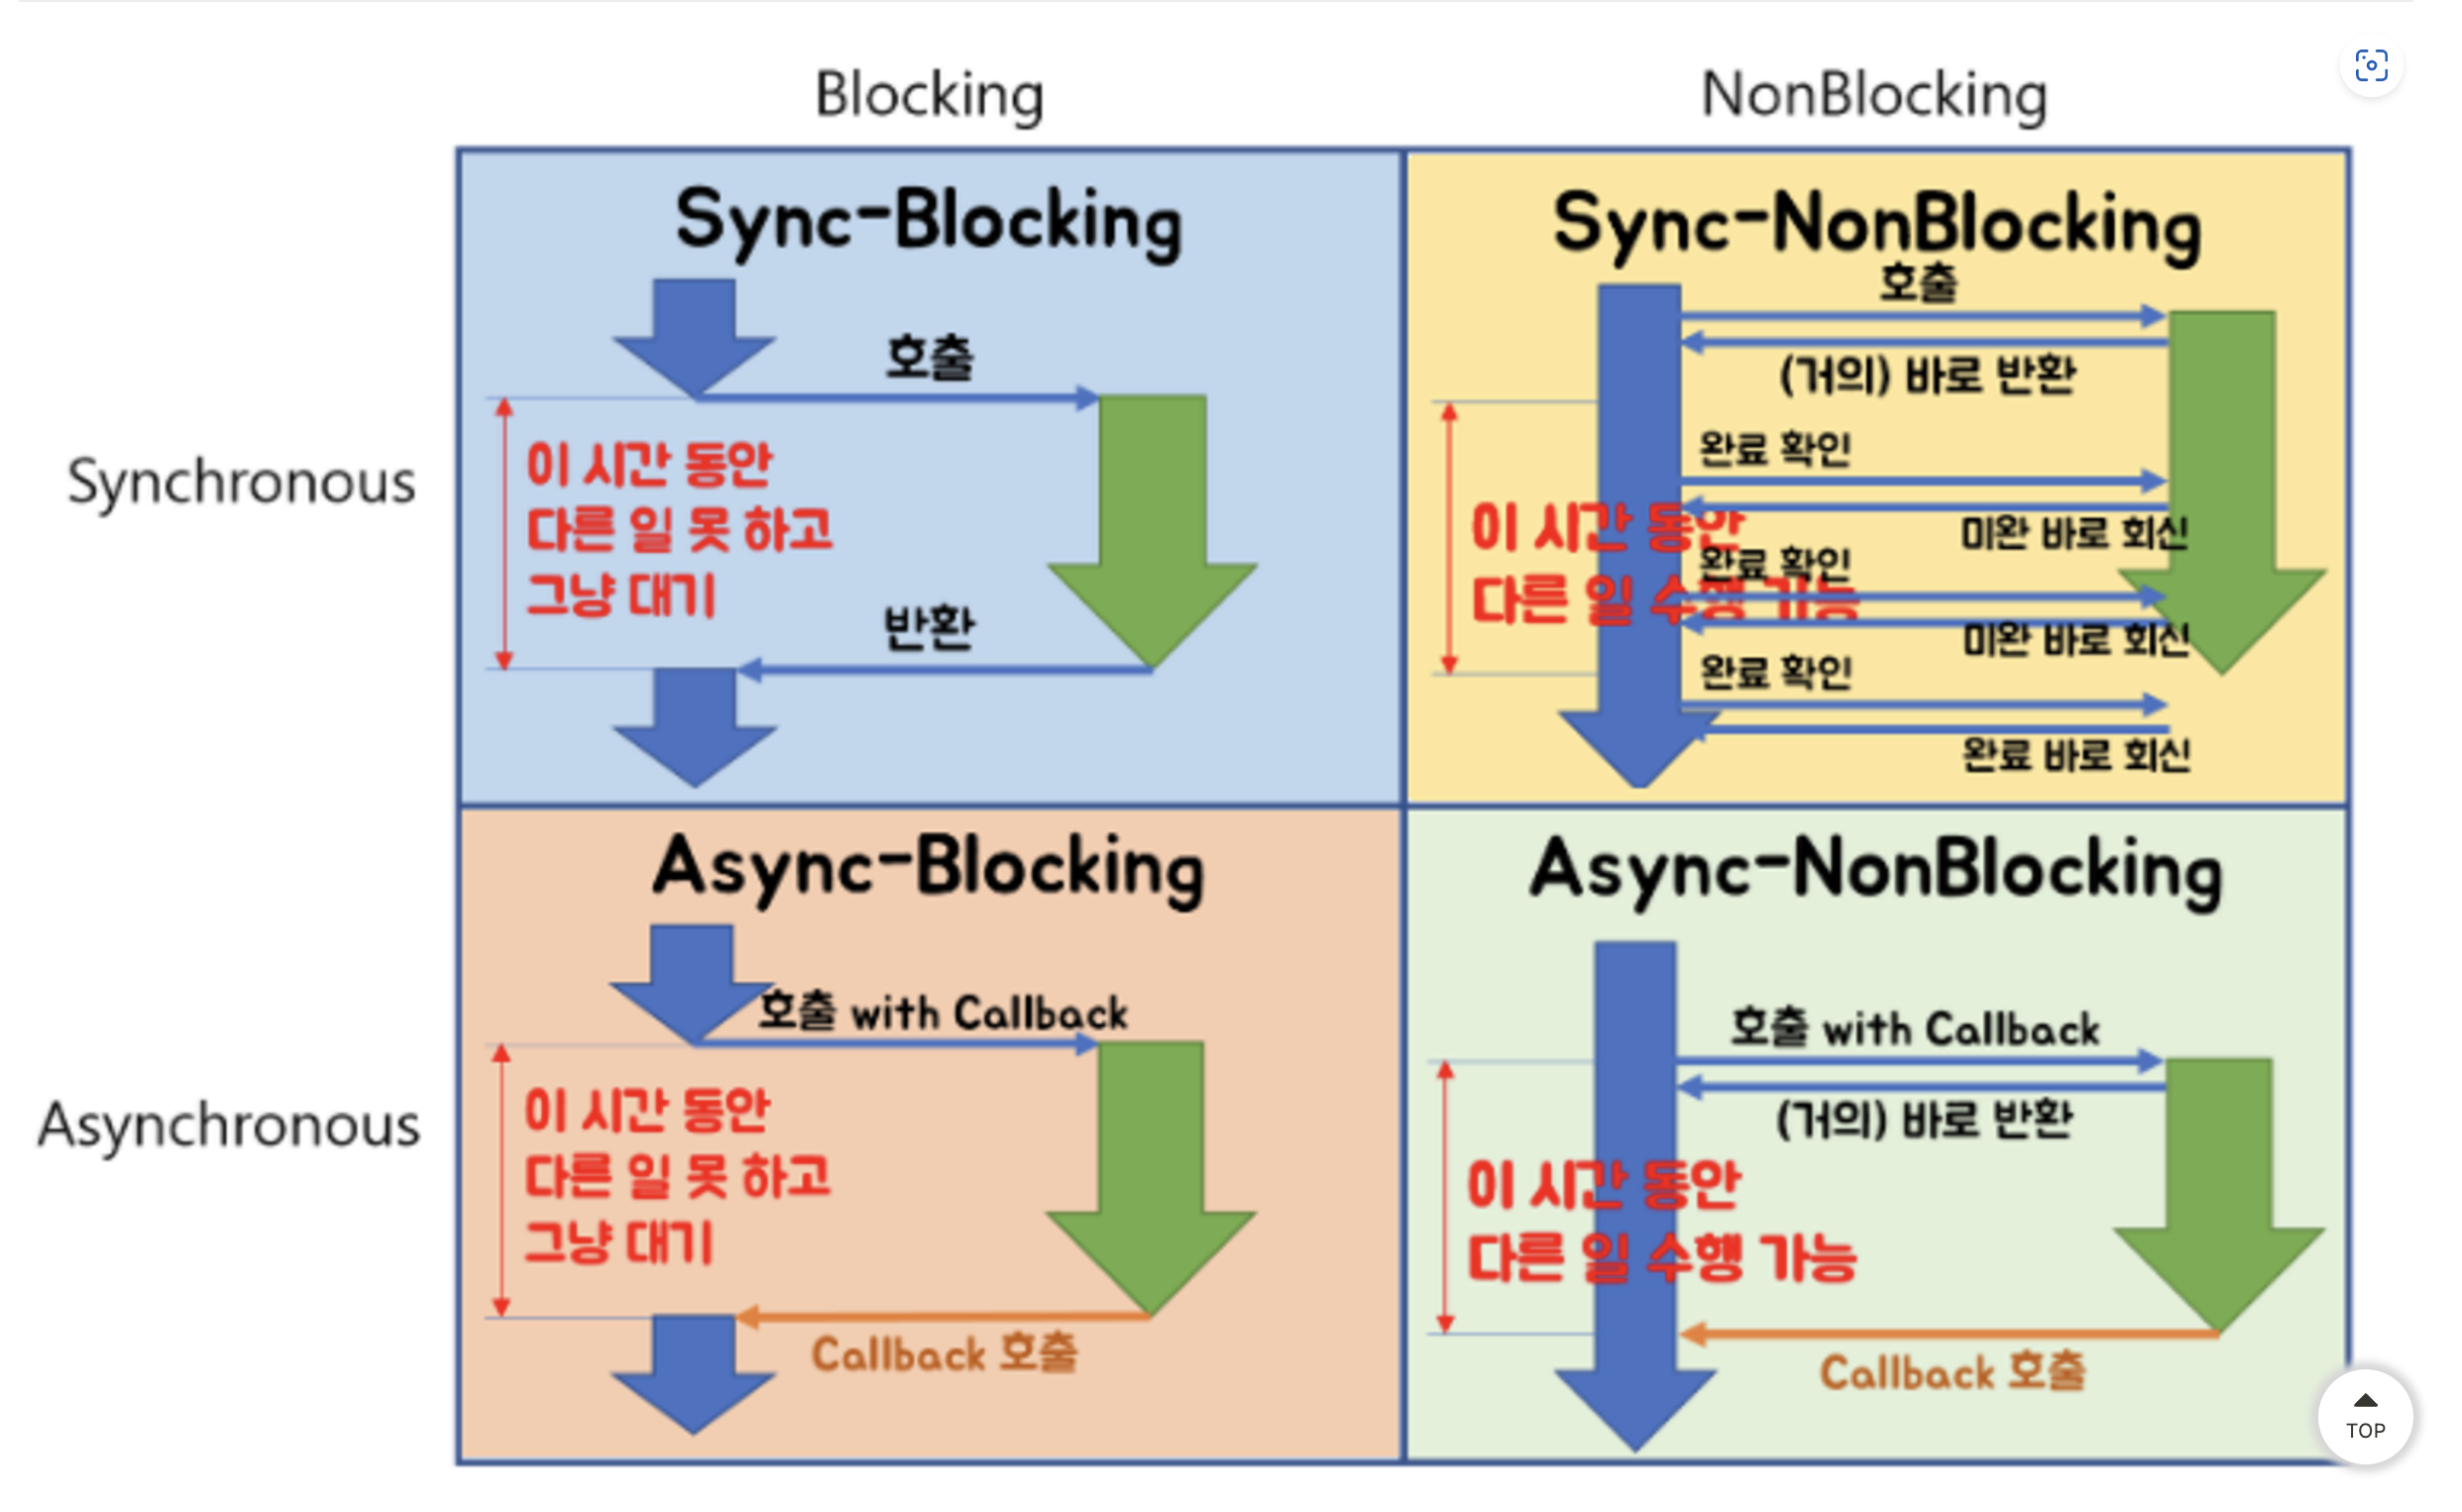 Blocking
NonBlocking
Synchronous
Sync-Blocking
호출
이 시간 동안
다른 일 못 하고
그냥 대기
반환
Sync-NonBlocking
호출
(거의) 바로 반환
완료 확인
미완 바로 회신
이 시간 동안
다른 일 수행 가능
완료 확인
미완 바로 회신
완료 확인
완료 바로 회신
Asynchronous
Async-Blocking
호출 with Callback
이 시간 동안
다른 일 못 하고
그냥 대기
Callback 호출
Async-NonBlocking
호출 with Callback
(거의) 바로 반환
이 시간 동안
다른 일 수행 가능
Callback 호출
TOP